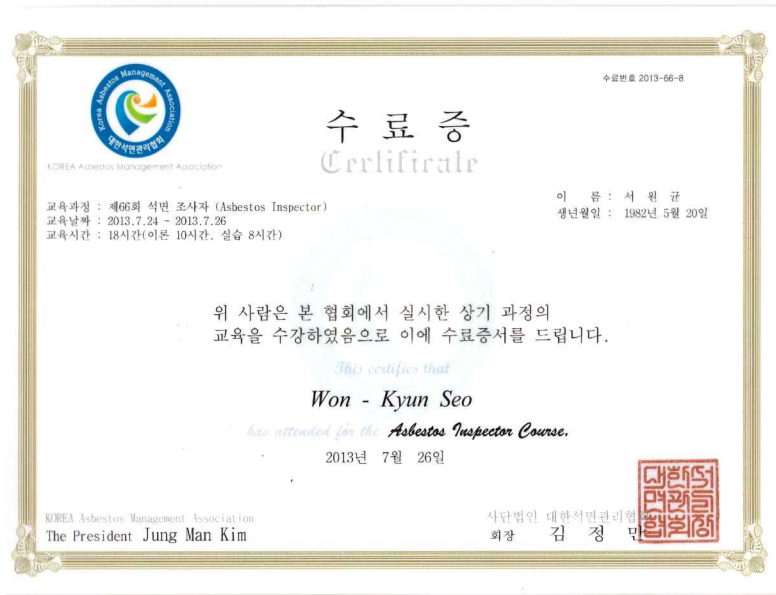 수료번호 2013-66-8
Korea Asbestos Management Association
대한석면관리협회
KOREA Asbestos Management Association
수 료 증
Certificate
교육과정 : 제66회 석면 조사자 (Asbestos Inspector)
교육날짜 : 2013.7.24 ~ 2013.7.26
교육시간 : 18시간(이론 10시간, 실습 8시간)
이 름 : 서 원 균
생년월일 : 1982년 5월 20일
위 사람은 본 협회에서 실시한 상기 과정의
교육을 수강하였음으로 이에 수료증서를 드립니다.
This certifies that
Won - Kyun Seo
has attended for the Asbestos Inspector Course.
2013년 7월 26일
KOREA Asbestos Management Association
The President Jung Man Kim
사단법인 대한석면관리협회
회장 김 정 만